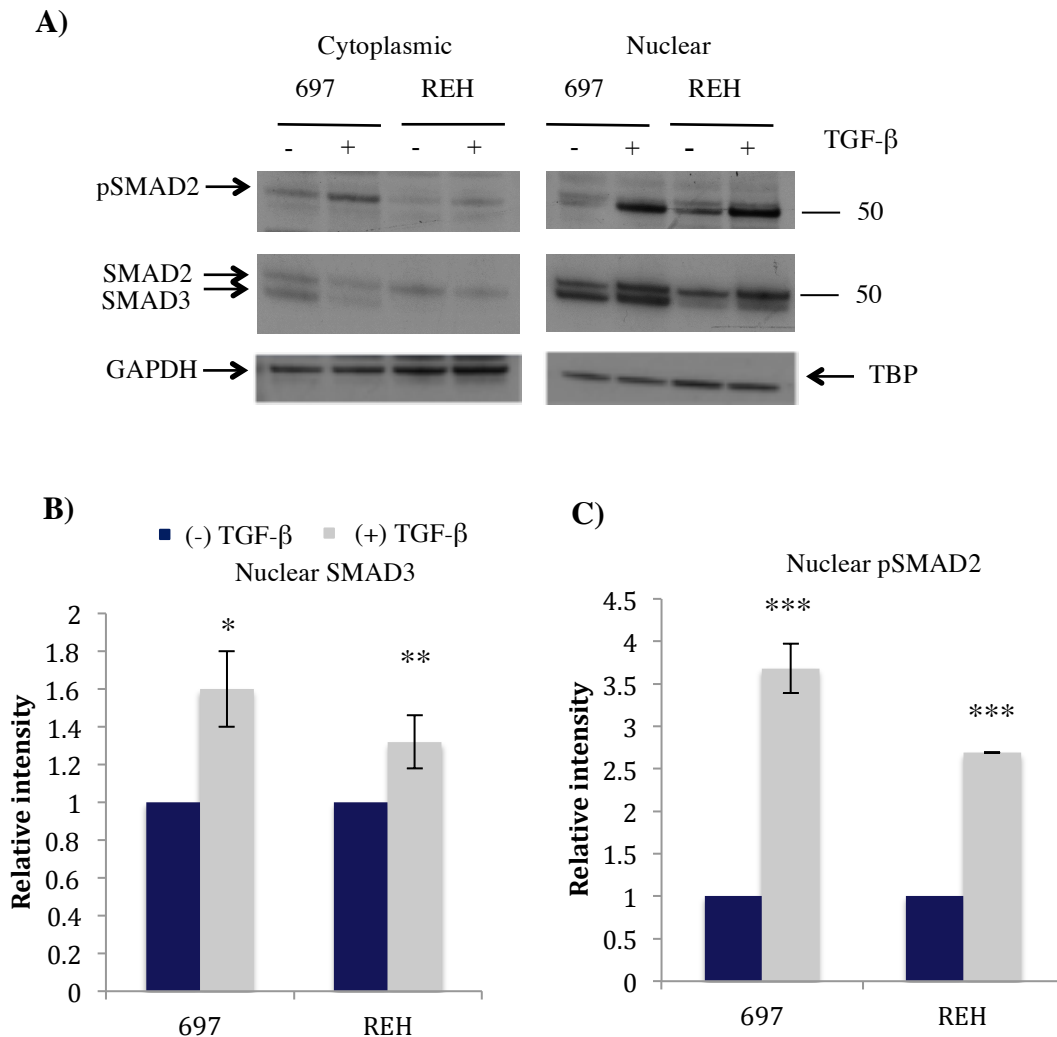 A)
Cytoplasmic Nuclear
697 REH 697 REH
- + - + - + - + TGF-β
pSMAD2 50
SMAD2
SMAD3 50
GAPDH TBP
B)
(-) TGF-β (+) TGF-β
Nuclear SMAD3
Relative intensity
2
1.8
1.6
1.4
1.2
1
0.8
0.6
0.4
0.2
0
*
**
697 REH
C)
Nuclear pSMAD2
Relative intensity
4.5
4
3.5
3
2.5
2
1.5
1
0.5
0
***
***
697 REH